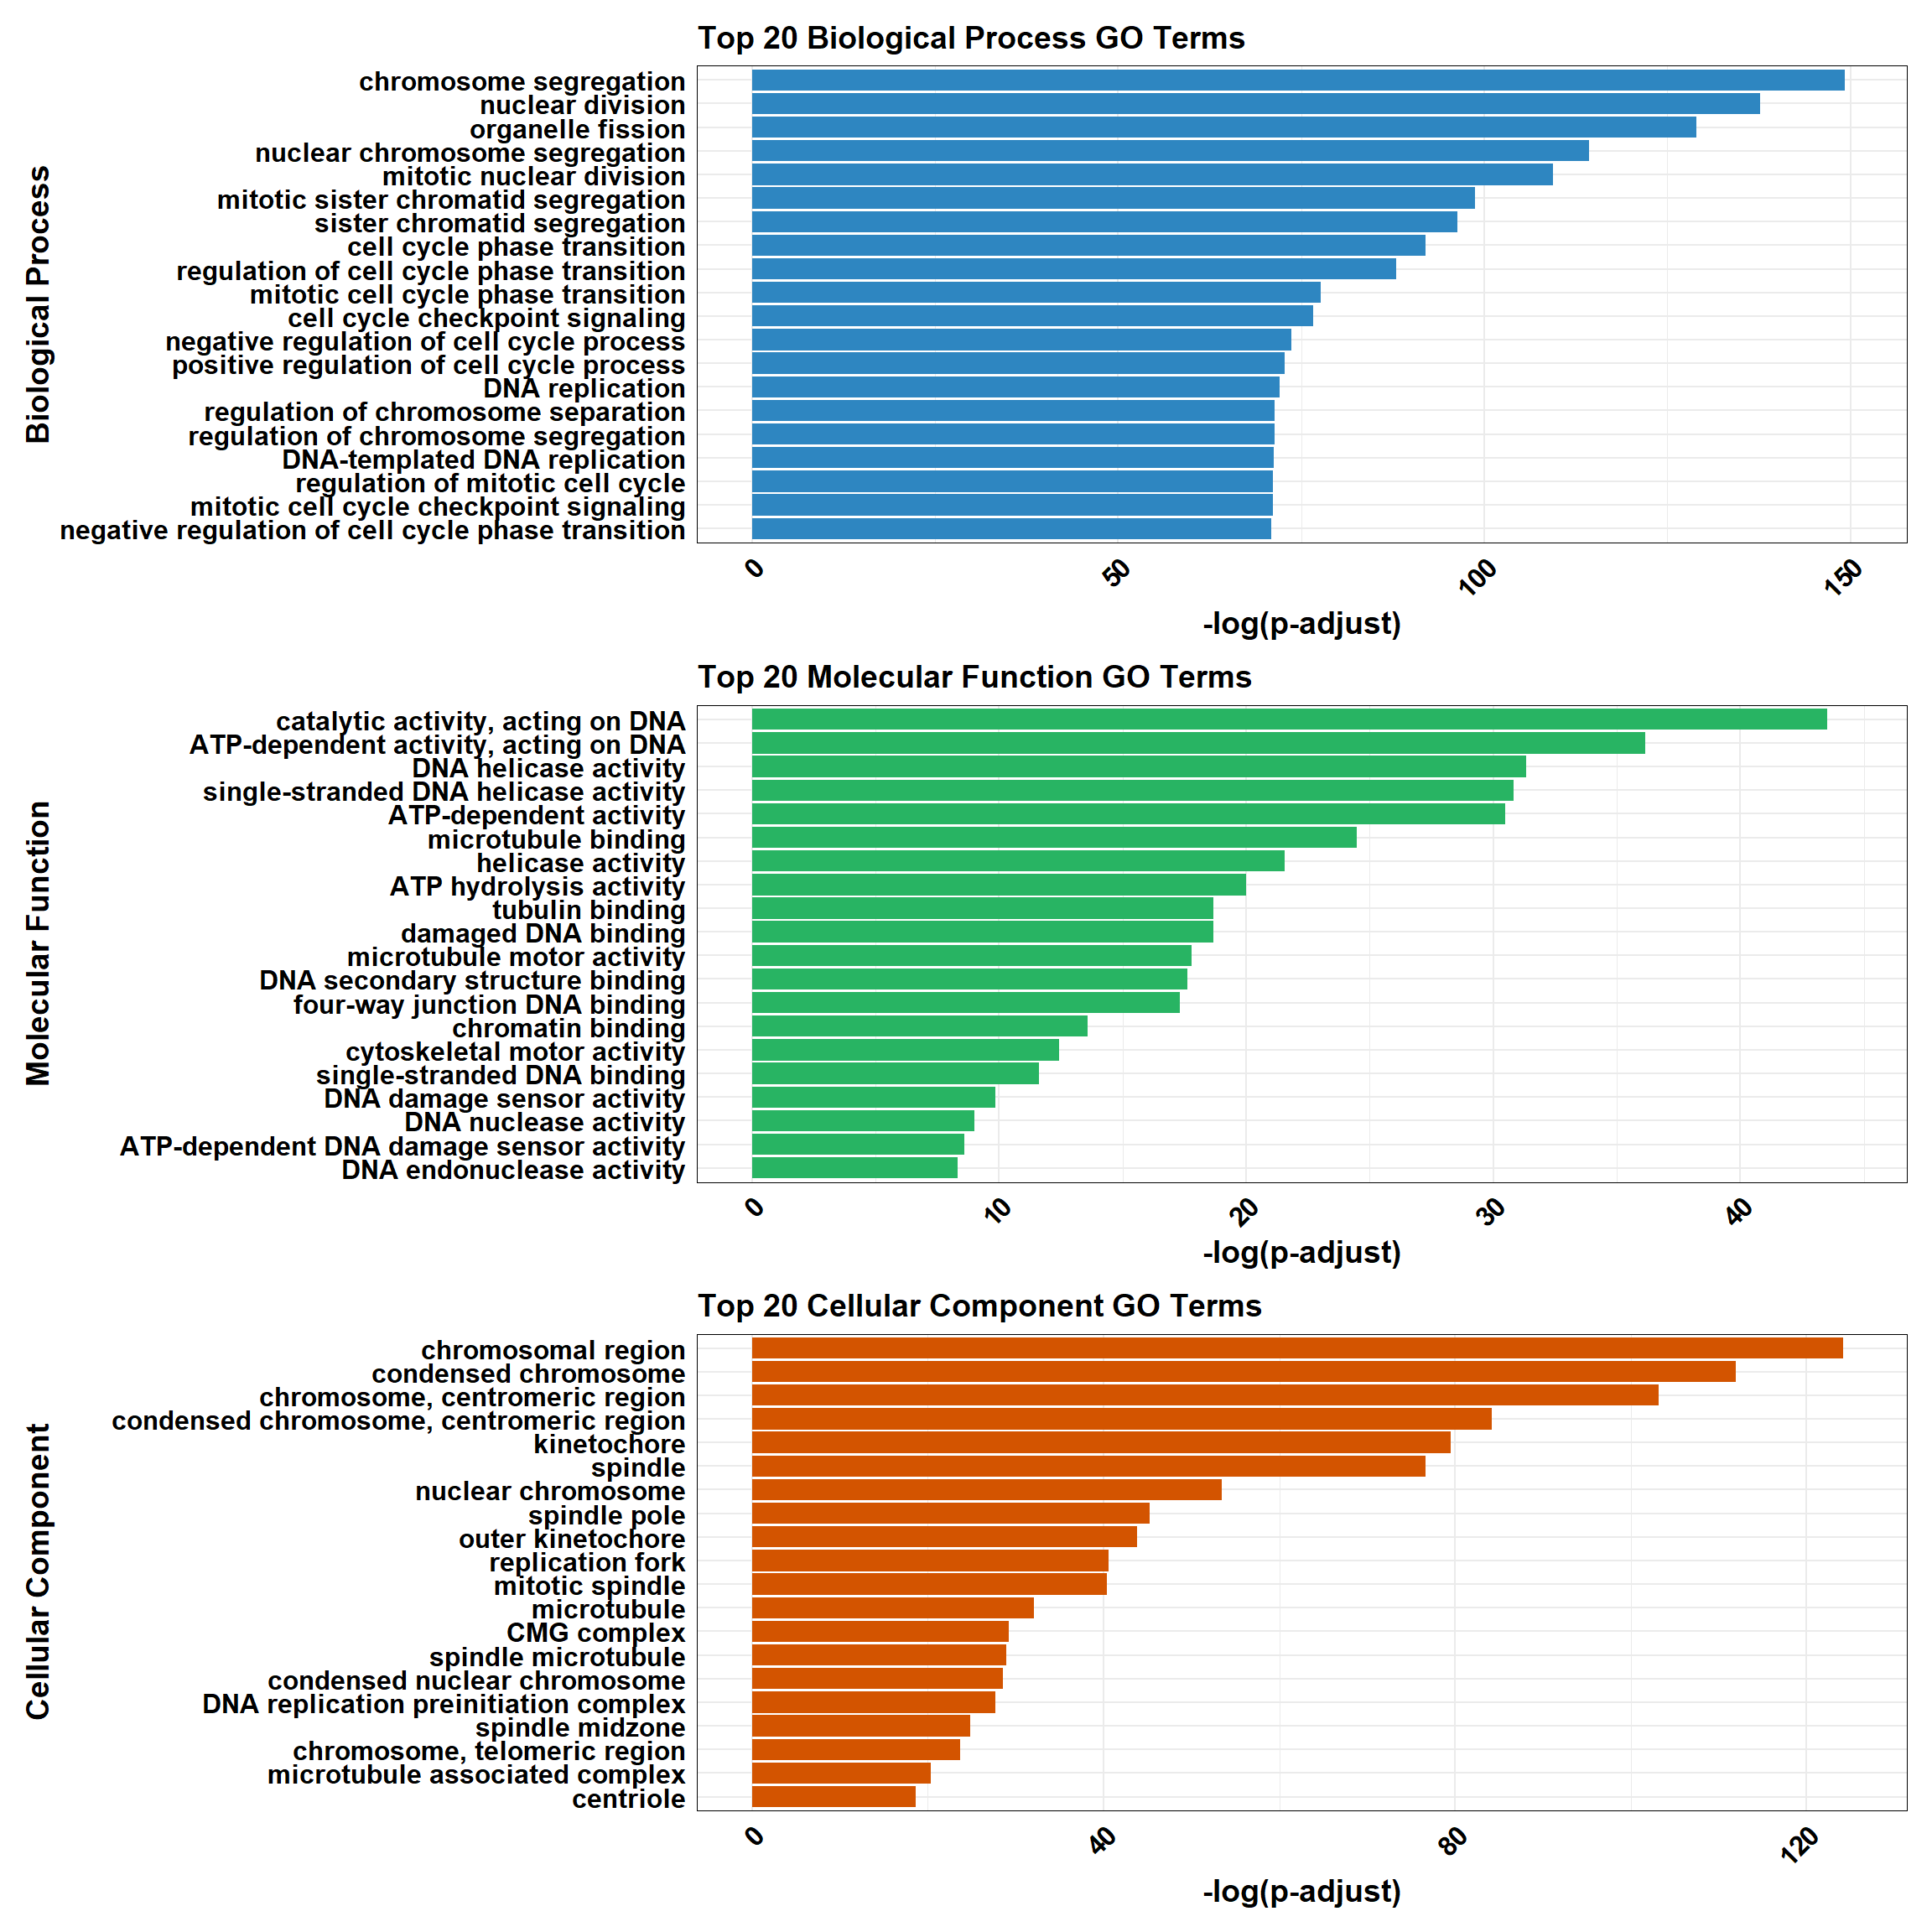 Top 20 Biological Process GO Terms
Biological Process
chromosome segregation
nuclear division
organelle fission
nuclear chromosome segregation
mitotic nuclear division
mitotic sister chromatid segregation
sister chromatid segregation
cell cycle phase transition
regulation of cell cycle phase transition
mitotic cell cycle phase transition
cell cycle checkpoint signaling
negative regulation of cell cycle process
positive regulation of cell cycle process
DNA replication
regulation of chromosome separation
regulation of chromosome segregation
DNA-templated DNA replication
regulation of mitotic cell cycle
mitotic cell cycle checkpoint signaling
negative regulation of cell cycle phase transition
0 50 100 150
-log(p-adjust)
Top 20 Molecular Function GO Terms
Molecular Function
catalytic activity, acting on DNA
ATP-dependent activity, acting on DNA
DNA helicase activity
single-stranded DNA helicase activity
ATP-dependent activity
microtubule binding
helicase activity
ATP hydrolysis activity
tubulin binding
damaged DNA binding
microtubule motor activity
DNA secondary structure binding
four-way junction DNA binding
chromatin binding
cytoskeletal motor activity
single-stranded DNA binding
DNA damage sensor activity
DNA nuclease activity
ATP-dependent DNA damage sensor activity
DNA endonuclease activity
0 10 20 30 40
-log(p-adjust)
Top 20 Cellular Component GO Terms
Cellular Component
chromosomal region
condensed chromosome
chromosome, centromeric region
condensed chromosome, centromeric region
kinetochore
spindle
nuclear chromosome
spindle pole
outer kinetochore
replication fork
mitotic spindle
microtubule
CMG complex
spindle microtubule
condensed nuclear chromosome
DNA replication preinitiation complex
spindle midzone
chromosome, telomeric region
microtubule associated complex
centriole
0 40 80 120
-log(p-adjust)